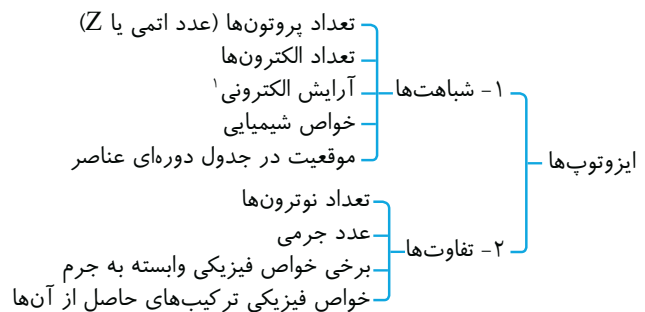 ایزوتوپ‌ها
۱- شباهت‌ها
تعداد پروتون‌ها (عدد اتمی یا Z)
تعداد الکترون‌ها
آرایش الکترونی۱
خواص شیمیایی
موقعیت در جدول دوره‌ای عناصر
۲- تفاوت‌ها
تعداد نوترون‌ها
عدد جرمی
برخی خواص فیزیکی وابسته به جرم
خواص فیزیکی ترکیب‌های حاصل از آن‌ها